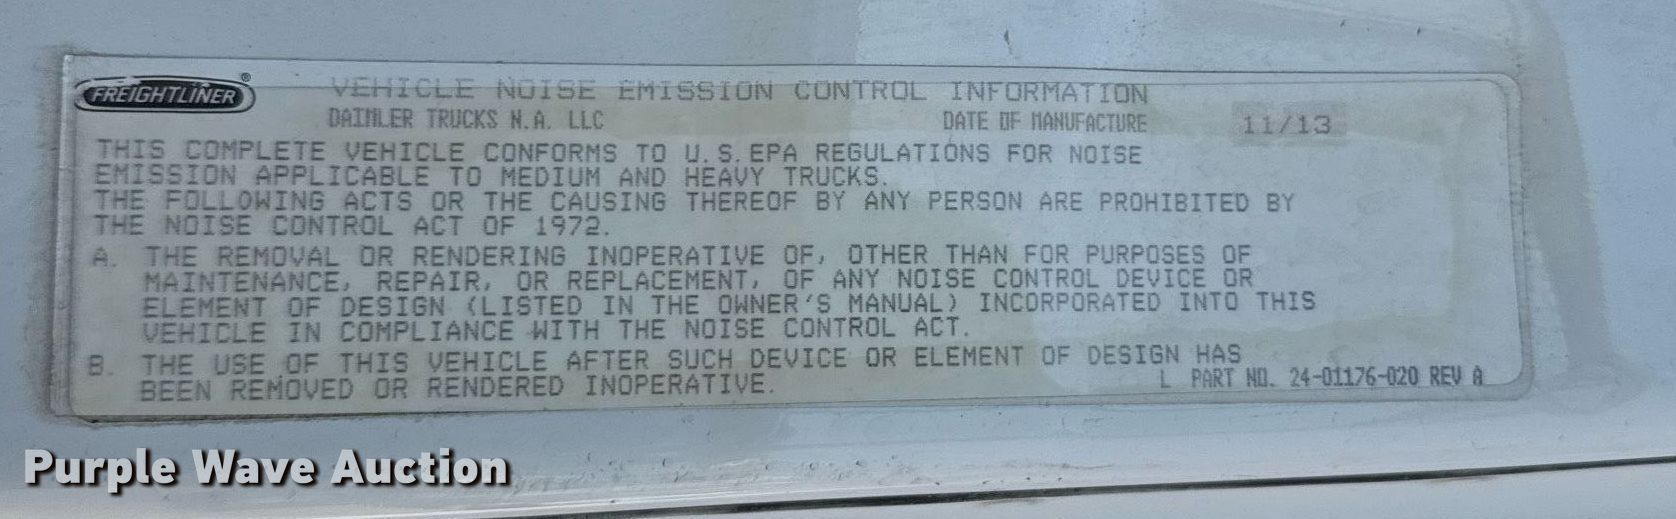 FREIGHTLINER®
VEHICLE NOISE EMISSION CONTROL INFORMATION
DAIMLER TRUCKS N.A. LLC DATE OF MANUFACTURE 11/13
THIS COMPLETE VEHICLE CONFORMS TO U.S.EPA REGULATIONS FOR NOISE
EMISSION APPLICABLE TO MEDIUM AND HEAVY TRUCKS.
THE FOLLOWING ACTS OR THE CAUSING THEREOF BY ANY PERSON ARE PROHIBITED BY
THE NOISE CONTROL ACT OF 1972.
A. THE REMOVAL OR RENDERING INOPERATIVE OF, OTHER THAN FOR PURPOSES OF
MAINTENANCE, REPAIR, OR REPLACEMENT, OF ANY NOISE CONTROL DEVICE OR
ELEMENT OF DESIGN (LISTED IN THE OWNER'S MANUAL) INCORPORATED INTO THIS
VEHICLE IN COMPLIANCE WITH THE NOISE CONTROL ACT.
B. THE USE OF THIS VEHICLE AFTER SUCH DEVICE OR ELEMENT OF DESIGN HAS
BEEN REMOVED OR RENDERED INOPERATIVE.
L PART NO. 24-01176-020 REV A
Purple Wave Auction